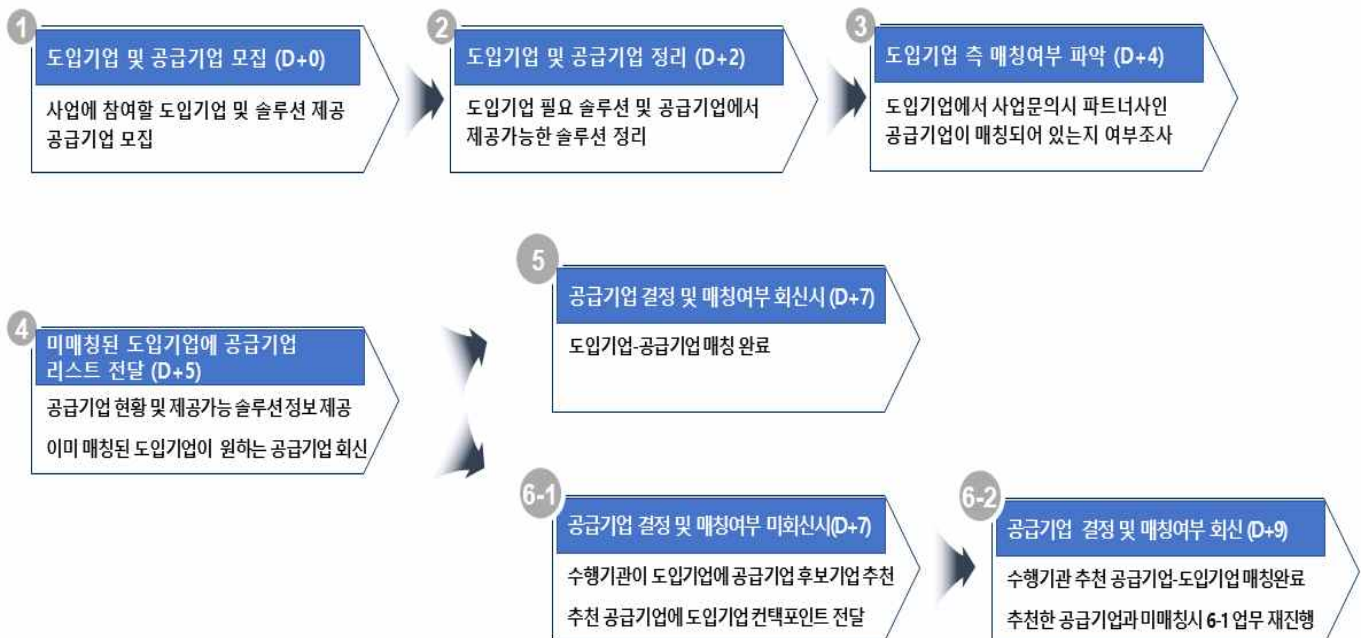 1
도입기업 및 공급기업 모집 (D+0)
사업에 참여할 도입기업 및 솔루션 제공
공급기업 모집
2
도입기업 및 공급기업 정리 (D+2)
도입기업 필요 솔루션 및 공급기업에서
제공가능한 솔루션 정리
3
도입기업 측 매칭여부 파악 (D+4)
도입기업에서 사업문의시 파트너사인
공급기업이 매칭되어 있는지 여부조사
4
미매칭된 도입기업에 공급기업
리스트 전달 (D+5)
공급기업 현황 및 제공가능 솔루션 정보 제공
이미 매칭된 도입기업이 원하는 공급기업 회신
5
공급기업 결정 및 매칭여부 회신시 (D+7)
도입기업-공급기업 매칭 완료
6-1
공급기업 결정 및 매칭여부 미회신시(D+7)
수행기관이 도입기업에 공급기업 후보기업 추천
추천 공급기업에 도입기업 컨택포인트 전달
6-2
공급기업 결정 및 매칭여부 회신 (D+9)
수행기관 추천 공급기업-도입기업 매칭완료
추천한 공급기업과 미매칭시 6-1 업무 재진행